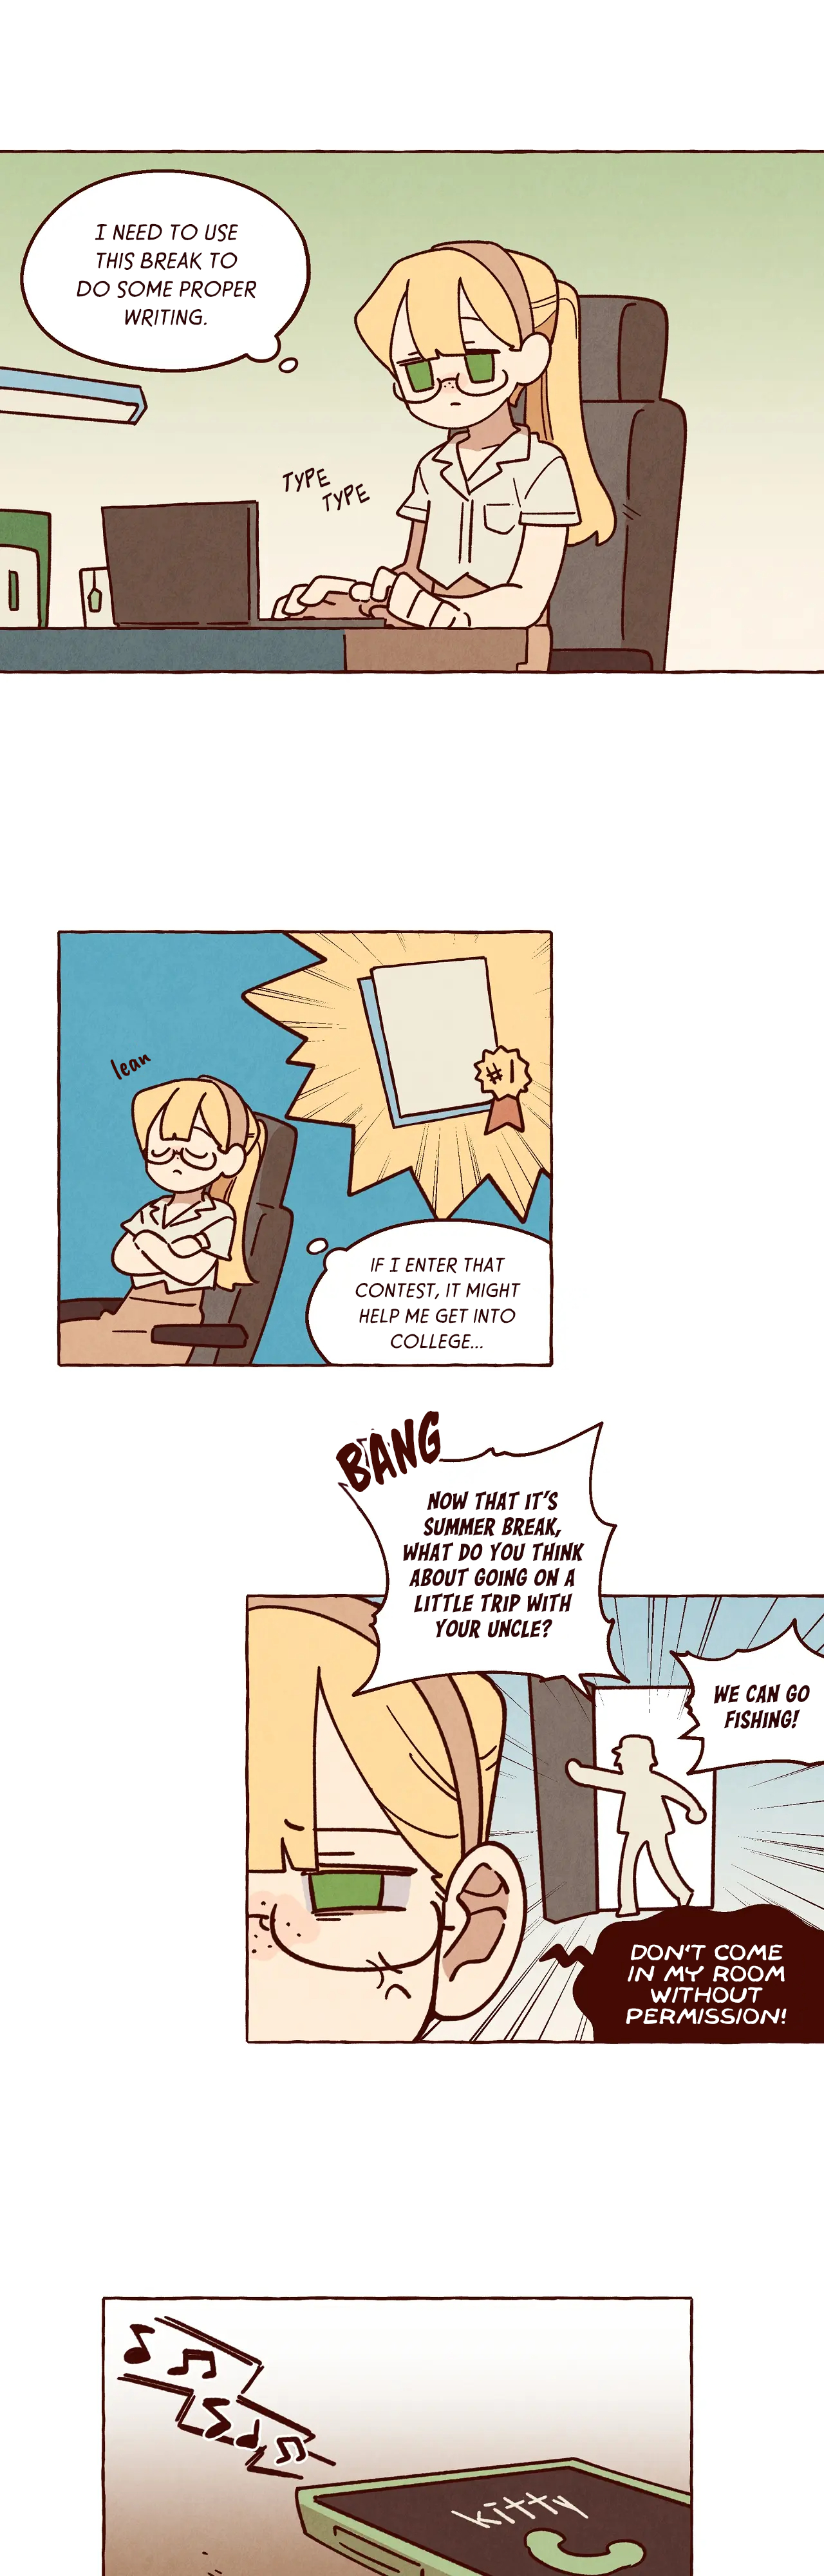 I NEED TO USE
THIS BREAK TO
DO SOME PROPER
WRITING.
TYPE
TYPE
lean
#1
IF I ENTER THAT
CONTEST, IT MIGHT
HELP ME GET INTO
COLLEGE...
BANG
NOW THAT IT'S
SUMMER BREAK,
WHAT DO YOU THINK
ABOUT GOING ON A
LITTLE TRIP WITH
YOUR UNCLE?
WE CAN GO
FISHING!
DON'T COME
IN MY ROOM
WITHOUT
PERMISSION!
kitty